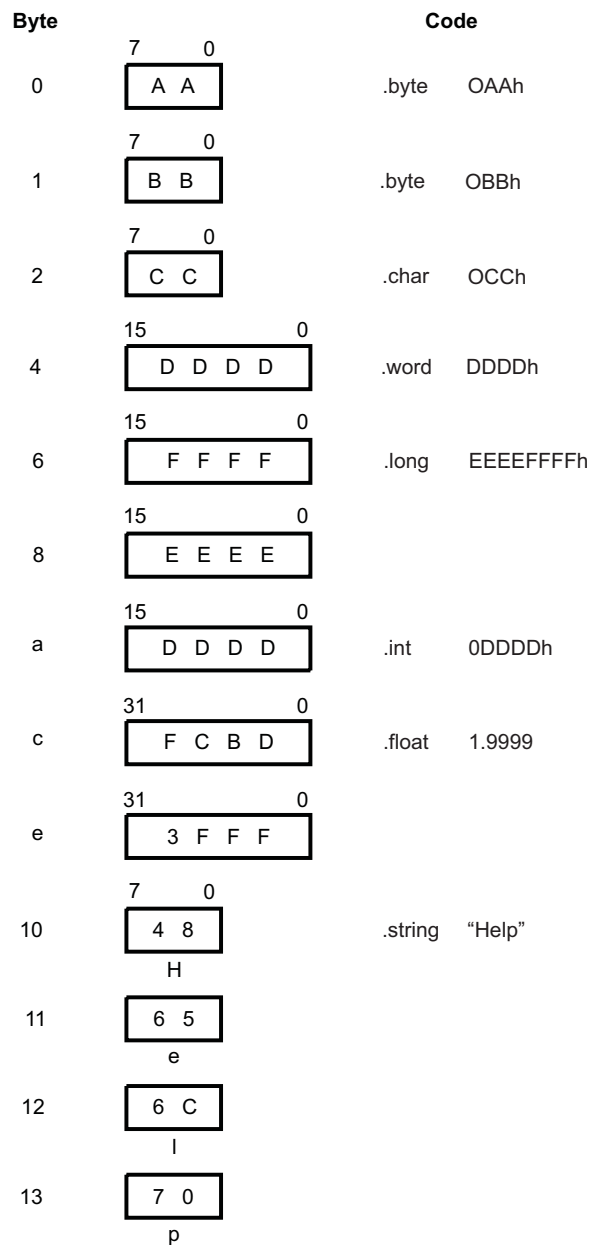 Byte Code
7 0
0 A A .byte OAAh
7 0
1 B B .byte OBBh
7 0
2 C C .char OCCh
15 0
4 D D D D .word DDDDh
15 0
6 F F F F .long EEEEFFFFh
15 0
8 E E E E
15 0
a D D D D .int 0DDDDh
31 0
c F C B D .float 1.9999
31 0
e 3 F F F
7 0
10 4 8 .string “Help”
H
11 6 5
e
12 6 C
l
13 7 0
p